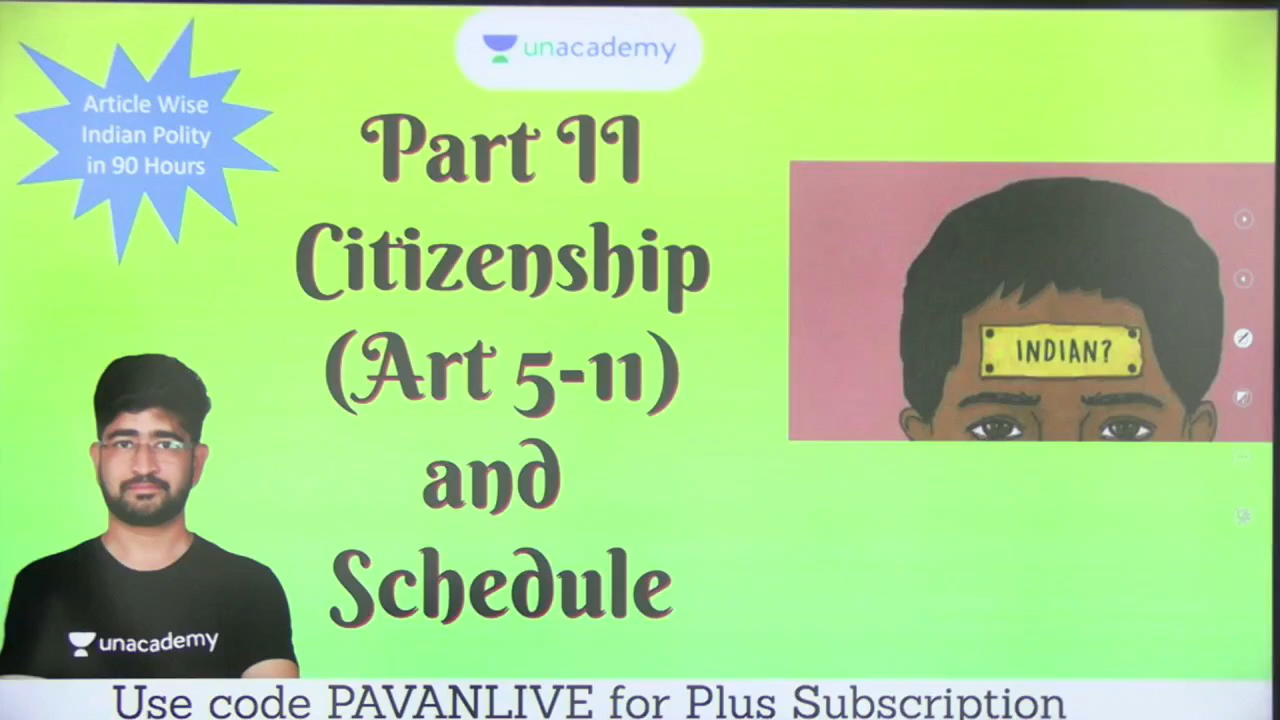 unacademy
Article Wise
Indian Polity
in 90 Hours
Part II
Citizenship
(Art 5-11)
and
Schedule
INDIAN?
unacademy
Use code PAVANLIVE for Plus Subscription